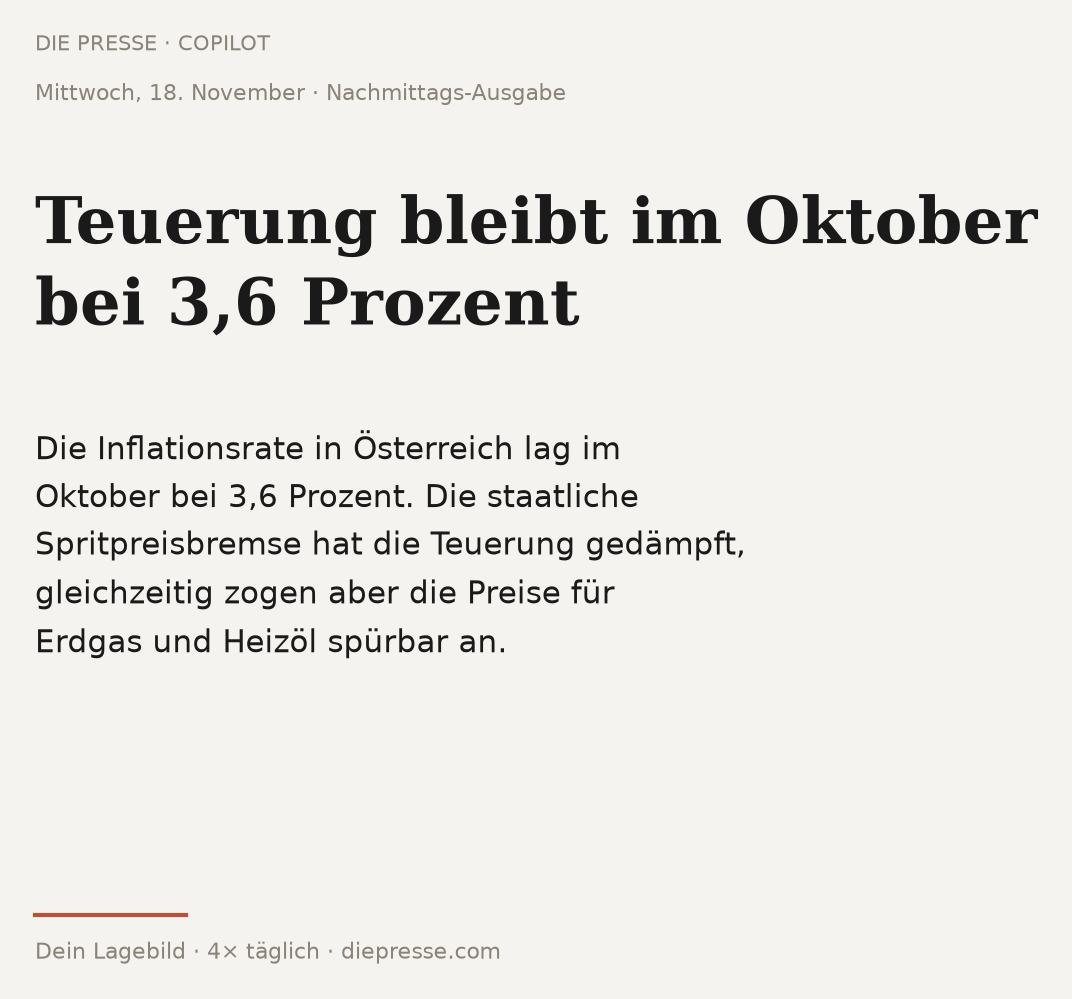 DIE PRESSE · COPILOT
Mittwoch, 18. November · Nachmittags-Ausgabe
Teuerung bleibt im Oktober
bei 3,6 Prozent
Die Inflationsrate in Österreich lag im
Oktober bei 3,6 Prozent. Die staatliche
Spritpreisbremse hat die Teuerung gedämpft,
gleichzeitig zogen aber die Preise für
Erdgas und Heizöl spürbar an.
Dein Lagebild · 4× täglich · diepresse.com